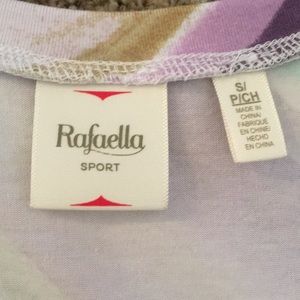 Rafaella
SPORT
S/
P/CH
MADE IN
CHINA/
FABRIQUE
EN CHINE/
HECHO
EN CHINA